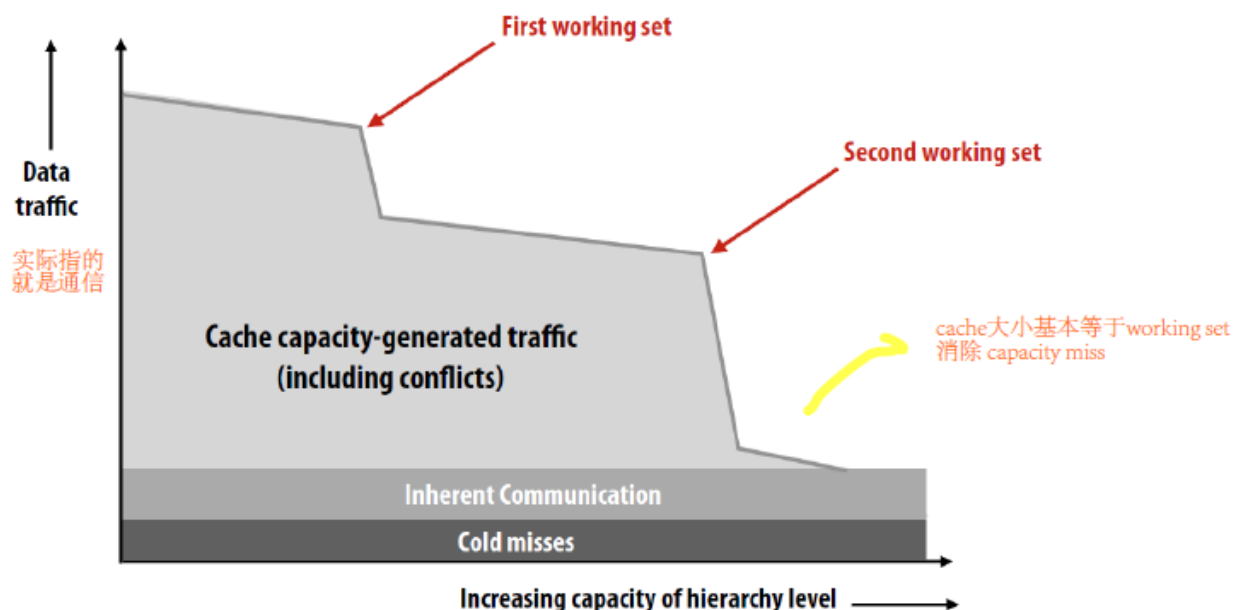 First working set
Second working set
Data
traffic
实际指的
就是通信
Cache capacity-generated traffic
(including conflicts)
cache大小基本等于working set
消除 capacity miss
Inherent Communication
Cold misses
Increasing capacity of hierarchy level